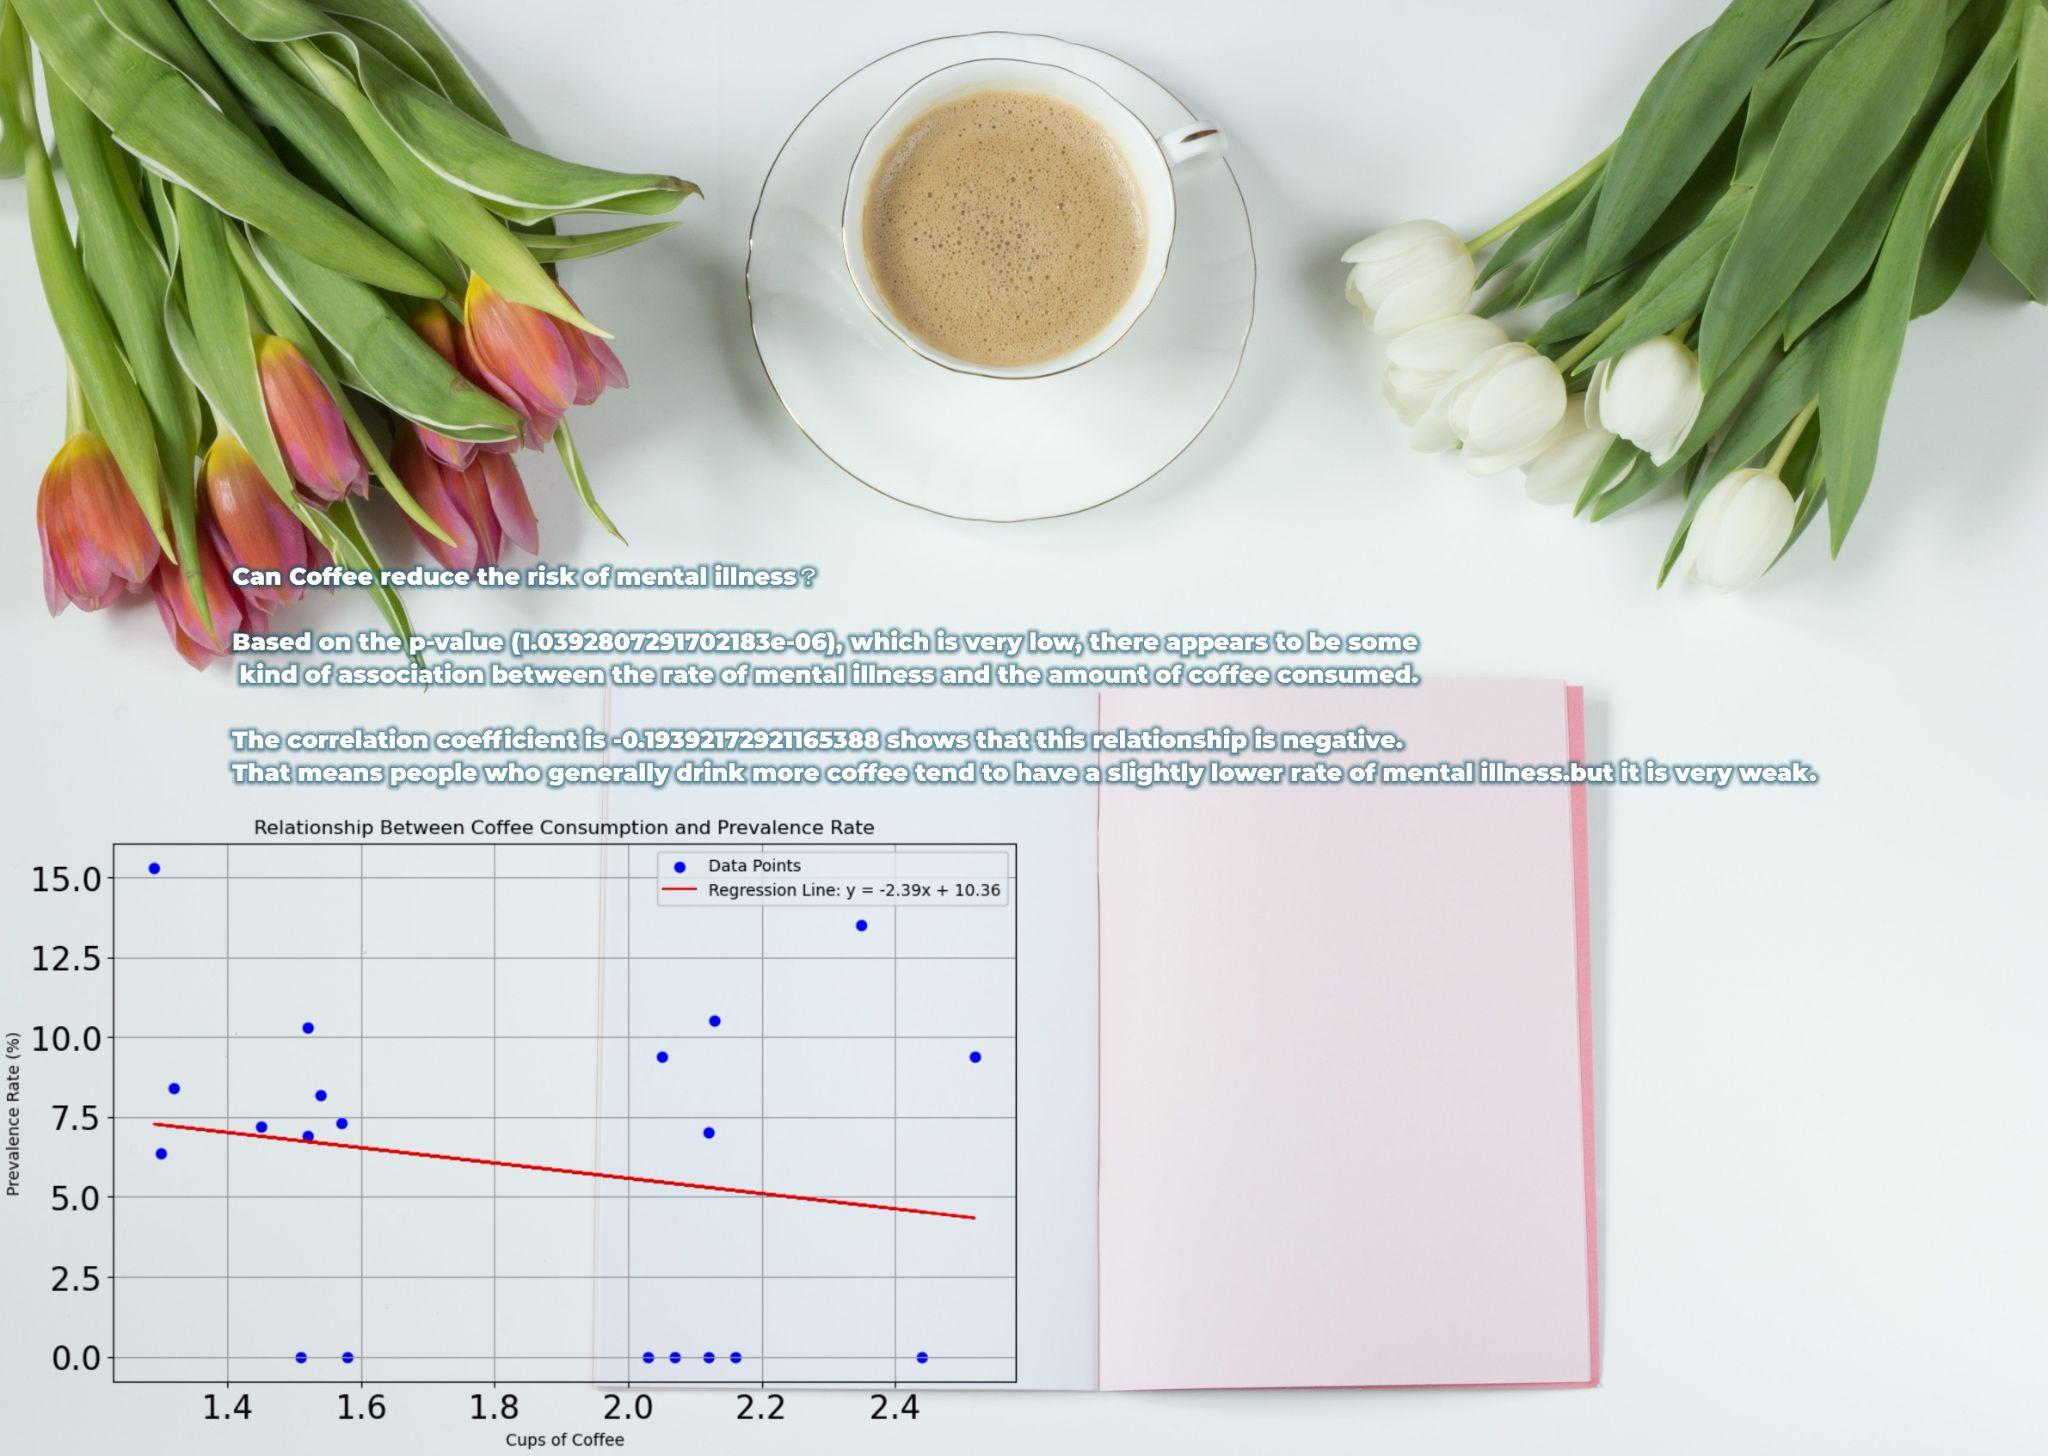 Can Coffee reduce the risk of mental illness？
Based on the p-value (1.0392807291702183e-06), which is very low, there appears to be some
kind of association between the rate of mental illness and the amount of coffee consumed.
The correlation coefficient is -0.19392172921165388 shows that this relationship is negative.
That means people who generally drink more coffee tend to have a slightly lower rate of mental illness.but it is very weak.
Relationship Between Coffee Consumption and Prevalence Rate
Data Points
Regression Line: y = -2.39x + 10.36
Prevalence Rate (%)
15.0
12.5
10.0
7.5
5.0
2.5
0.0
1.4 1.6 1.8 2.0 2.2 2.4
Cups of Coffee